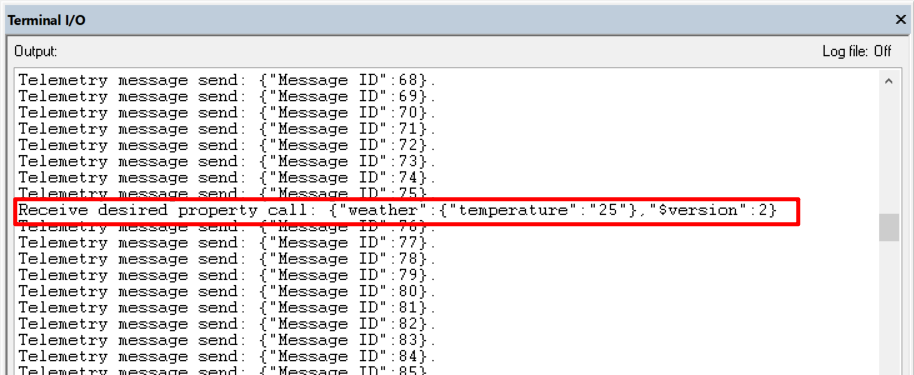 Terminal I/O
Output:
Log file: Off
Telemetry message send: {"Message ID":68}.
Telemetry message send: {"Message ID":69}.
Telemetry message send: {"Message ID":70}.
Telemetry message send: {"Message ID":71}.
Telemetry message send: {"Message ID":72}.
Telemetry message send: {"Message ID":73}.
Telemetry message send: {"Message ID":74}.
Telemetry message send: {"Message ID":75}.
Receive desired property call: {"weather":{"temperature":"25"},"$version":2}
Telemetry message send: {"Message ID":76}.
Telemetry message send: {"Message ID":77}.
Telemetry message send: {"Message ID":78}.
Telemetry message send: {"Message ID":79}.
Telemetry message send: {"Message ID":80}.
Telemetry message send: {"Message ID":81}.
Telemetry message send: {"Message ID":82}.
Telemetry message send: {"Message ID":83}.
Telemetry message send: {"Message ID":84}.
Telemetry message send: {"Message ID":85}.